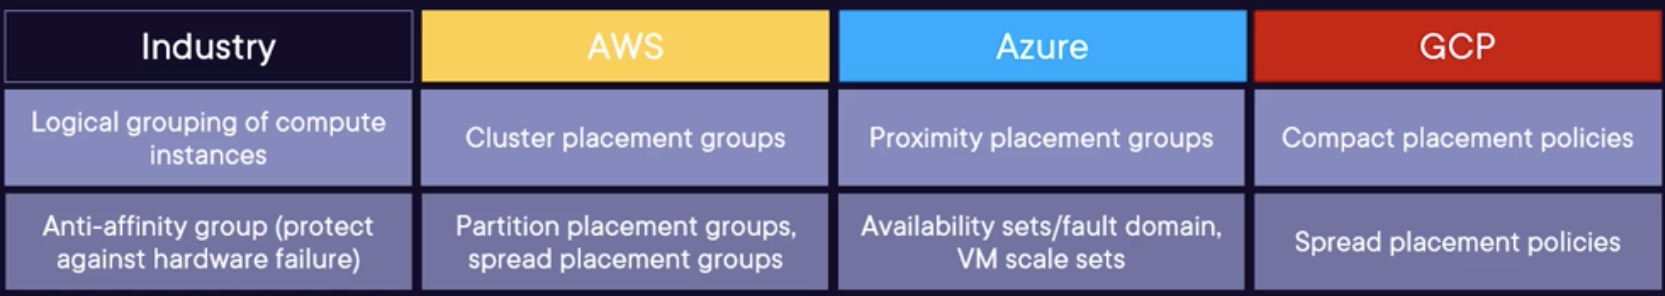 Industry
AWS
Azure
GCP
Logical grouping of compute
instances
Cluster placement groups
Proximity placement groups
Compact placement policies
Anti-affinity group (protect
against hardware failure)
Partition placement groups,
spread placement groups
Availability sets/fault domain,
VM scale sets
Spread placement policies